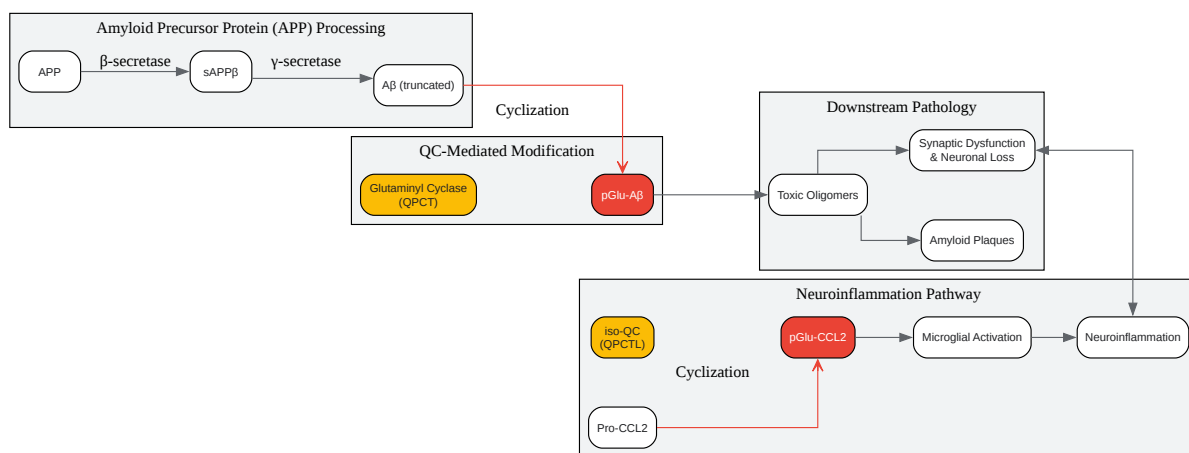 Amyloid Precursor Protein (APP) Processing
APP
β-secretase
sAPPβ
γ-secretase
Aβ (truncated)
Cyclization
QC-Mediated Modification
Glutaminyl Cyclase
(QPCT)
pGlu-Aβ
Downstream Pathology
Synaptic Dysfunction
& Neuronal Loss
Toxic Oligomers
Amyloid Plaques
Neuroinflammation Pathway
iso-QC
(QPCTL)
pGlu-CCL2
Microglial Activation
Neuroinflammation
Cyclization
Pro-CCL2